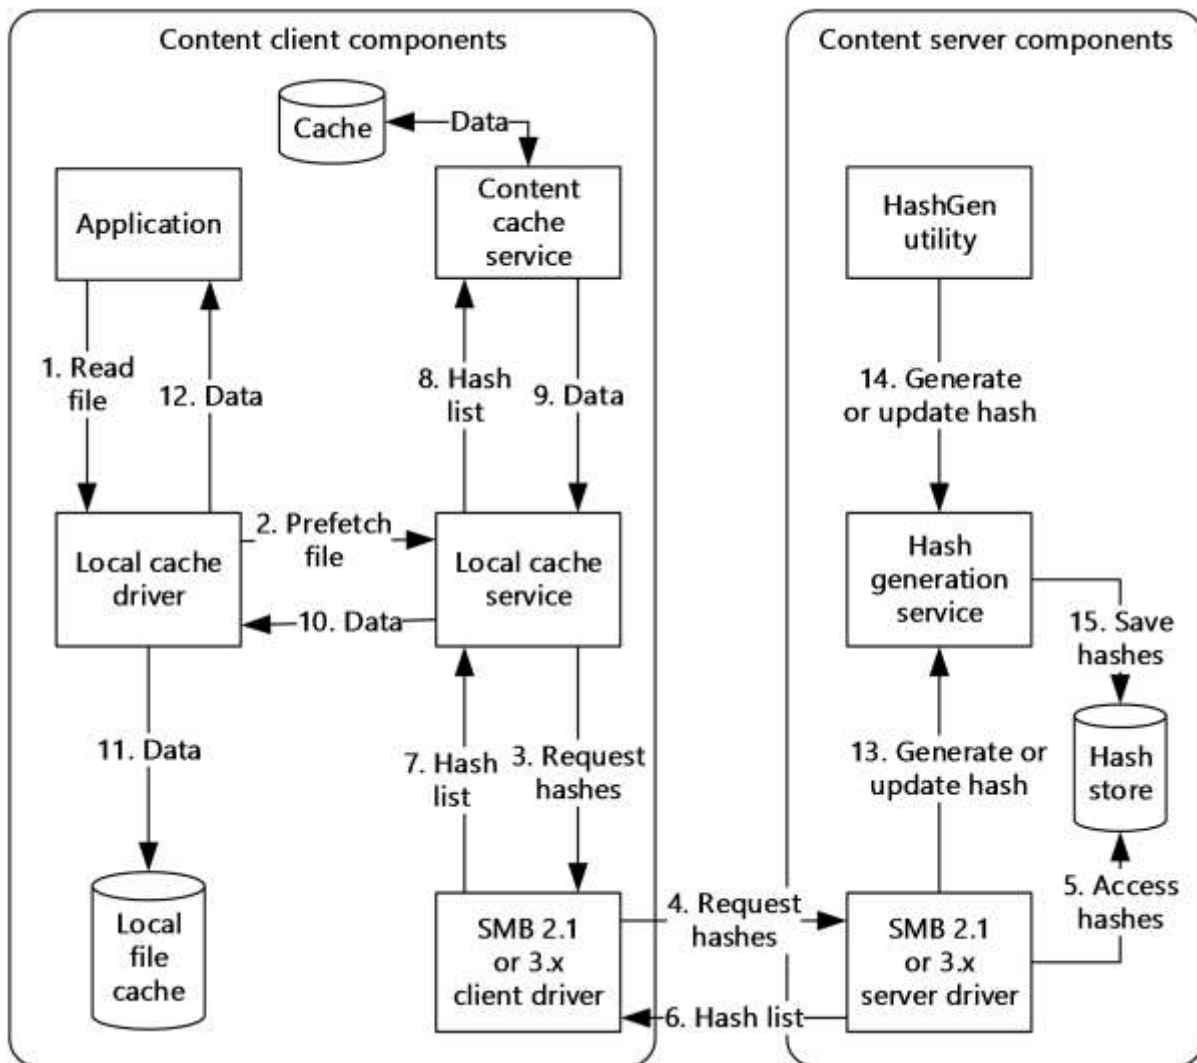 Content client components
Content server components
Cache
Data
Application
Content
cache
service
HashGen
utility
1. Read
file
12. Data
8. Hash
list
9. Data
14. Generate
or update hash
2. Prefetch
file
Local cache
driver
Local cache
service
10. Data
Hash
generation
service
15. Save
hashes
11. Data
7. Hash
list
3. Request
hashes
13. Generate or
update hash
Hash
store
Local
file
cache
SMB 2.1
or 3.x
client driver
4. Request
hashes
SMB 2.1
or 3.x
server driver
5. Access
hashes
6. Hash list